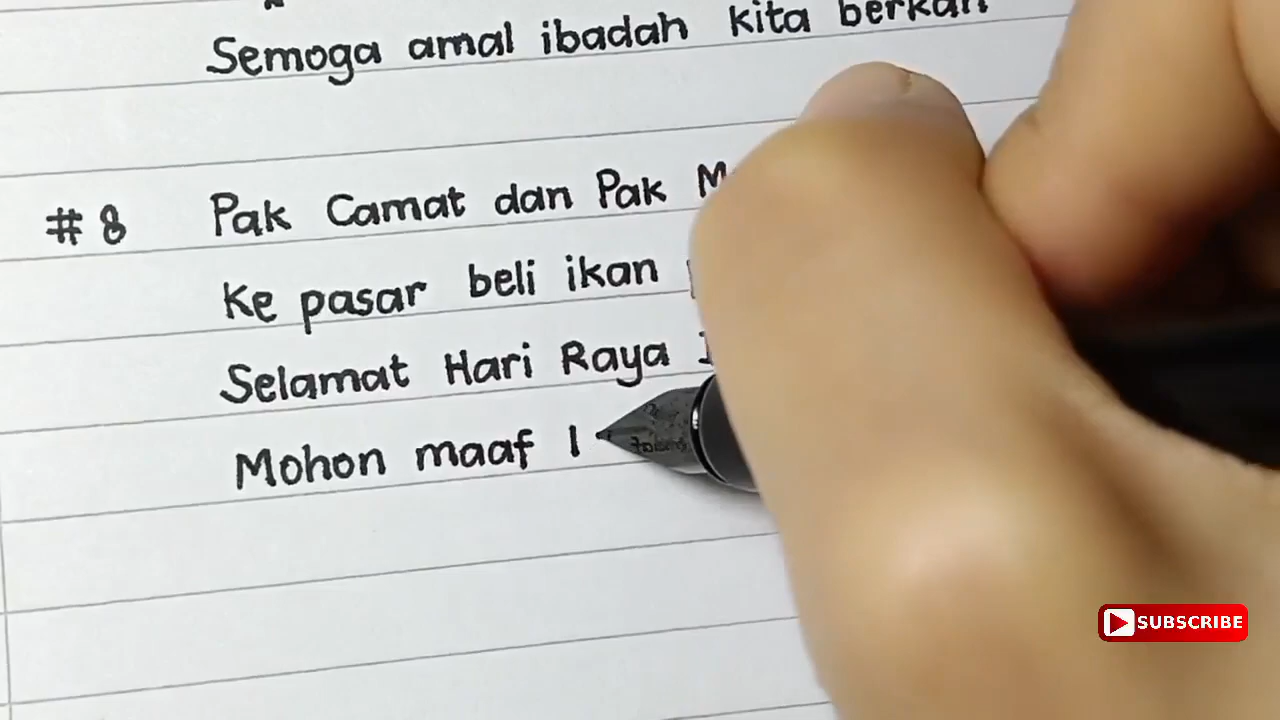 Semoga amal ibadah kita berkah
#8 Pak Camat dan Pak
Ke pasar beli ikan
Selamat Hari Raya
Mohon maaf l
SUBSCRIBE